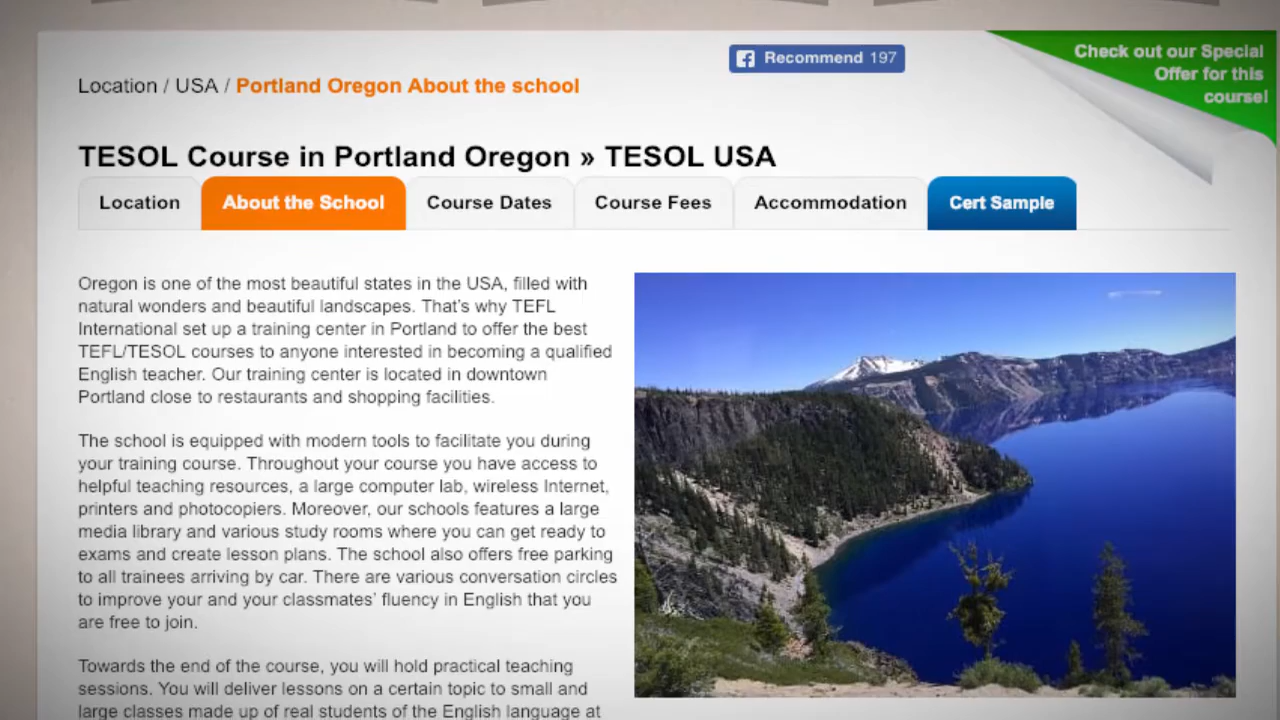 Recommend 197
Check out our Special
Offer for this
course!
Location / USA / Portland Oregon About the school
TESOL Course in Portland Oregon » TESOL USA
Location
About the School
Course Dates
Course Fees
Accommodation
Cert Sample
Oregon is one of the most beautiful states in the USA, filled with
natural wonders and beautiful landscapes. That's why TEFL
International set up a training center in Portland to offer the best
TEFL/TESOL courses to anyone interested in becoming a qualified
English teacher. Our training center is located in downtown
Portland close to restaurants and shopping facilities.
The school is equipped with modern tools to facilitate you during
your training course. Throughout your course you have access to
helpful teaching resources, a large computer lab, wireless Internet,
printers and photocopiers. Moreover, our schools features a large
media library and various study rooms where you can get ready to
exams and create lesson plans. The school also offers free parking
to all trainees arriving by car. There are various conversation circles
to improve your and your classmates' fluency in English that you
are free to join.
Towards the end of the course, you will hold practical teaching
sessions. You will deliver lessons on a certain topic to small and
large classes made up of real students of the English language at